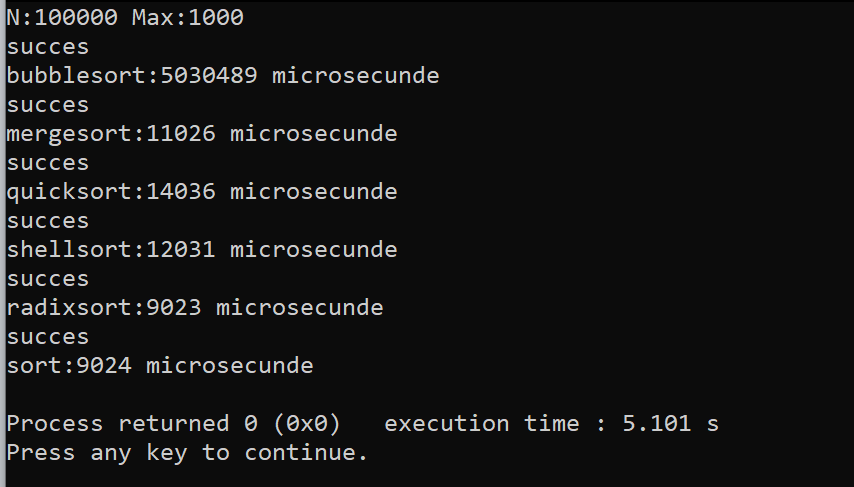 N:100000 Max:1000
succes
bubblesort:5030489 microsecunde
succes
mergesort:11026 microsecunde
succes
quicksort:14036 microsecunde
succes
shellsort:12031 microsecunde
succes
radixsort:9023 microsecunde
succes
sort:9024 microsecunde
Process returned 0 (0x0)   execution time : 5.101 s
Press any key to continue.